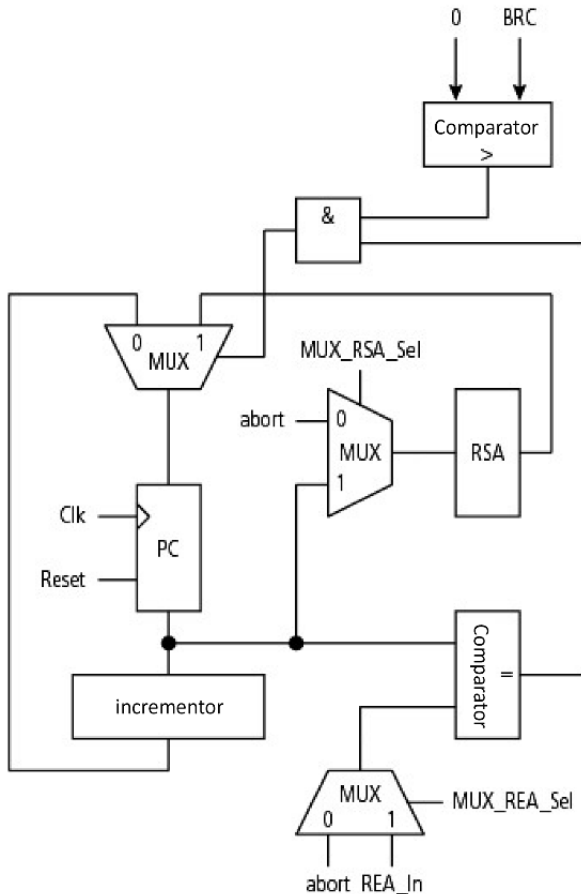 0 BRC
Comparator
>
&
0 1
MUX
MUX_RSA_Sel
abort
0
MUX
1
RSA
Clk
PC
Reset
Comparator
=
incrementor
MUX
0 1
MUX_REA_Sel
abort REA_In